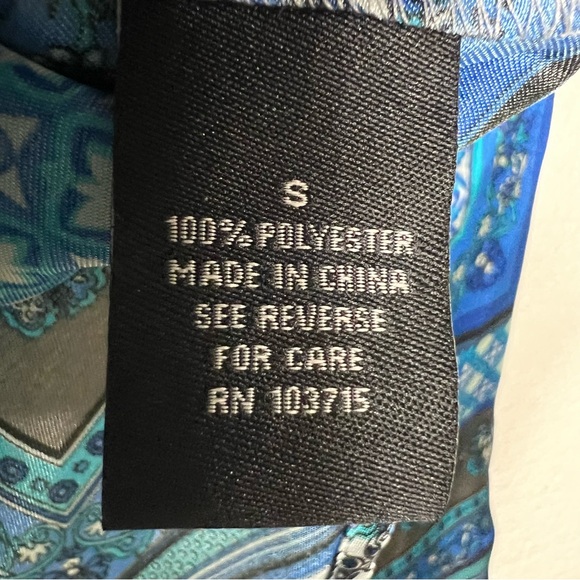 S
100% POLYESTER
MADE IN CHINA
SEE REVERSE
FOR CARE
RN 103715